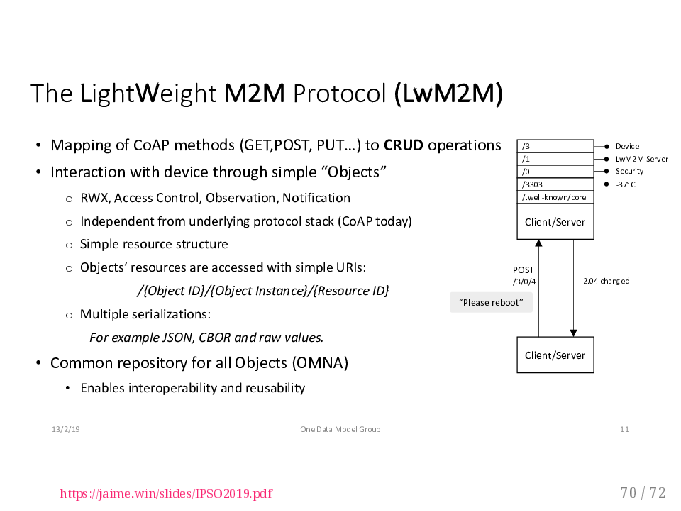 The LightWeight M2M Protocol (LwM2M)
• Mapping of CoAP methods (GET,POST, PUT…) to CRUD operations
• Interaction with device through simple “Objects”
o RWX, Access Control, Observation, Notification
o Independent from underlying protocol stack (CoAP today)
o Simple resource structure
o Objects’ resources are accessed with simple URIs:
/{Object ID}/{Object Instance}/{Resource ID}
o Multiple serializations:
For example JSON, CBOR and raw values.
• Common repository for all Objects (OMNA)
• Enables interoperability and reusability
/3
Device
/1
LwM2M Server
/0
Security
/3303
/.well-known/core
Client/Server
POST
/3/0/4
“Please reboot”
2.04 changed
Client/Server
13/2/19
One Data Model Group
11
https://jaime.win/slides/IPSO2019.pdf
70 / 72